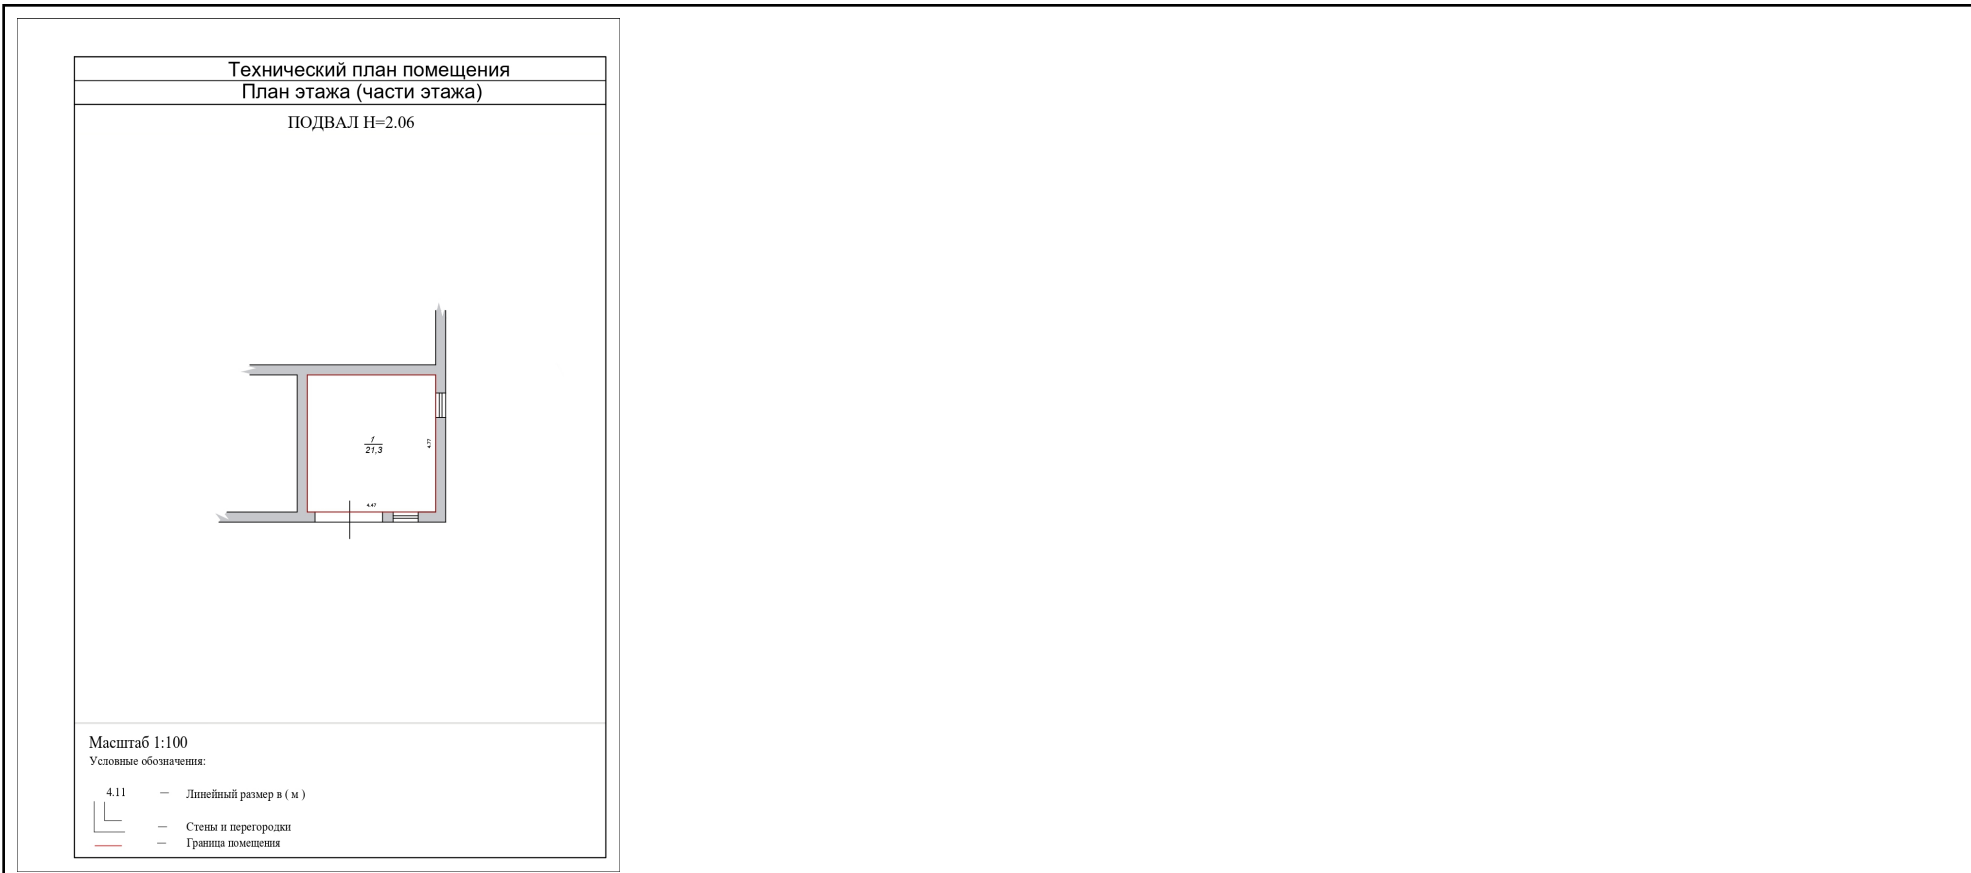 Технический план помещения
План этажа (части этажа)
ПОДВАЛ Н=2.06
1
21,3
4.77
4.47
Масштаб 1:100
Условные обозначения:
4.11 — Линейный размер в ( м )
— Стены и перегородки
— Граница помещения